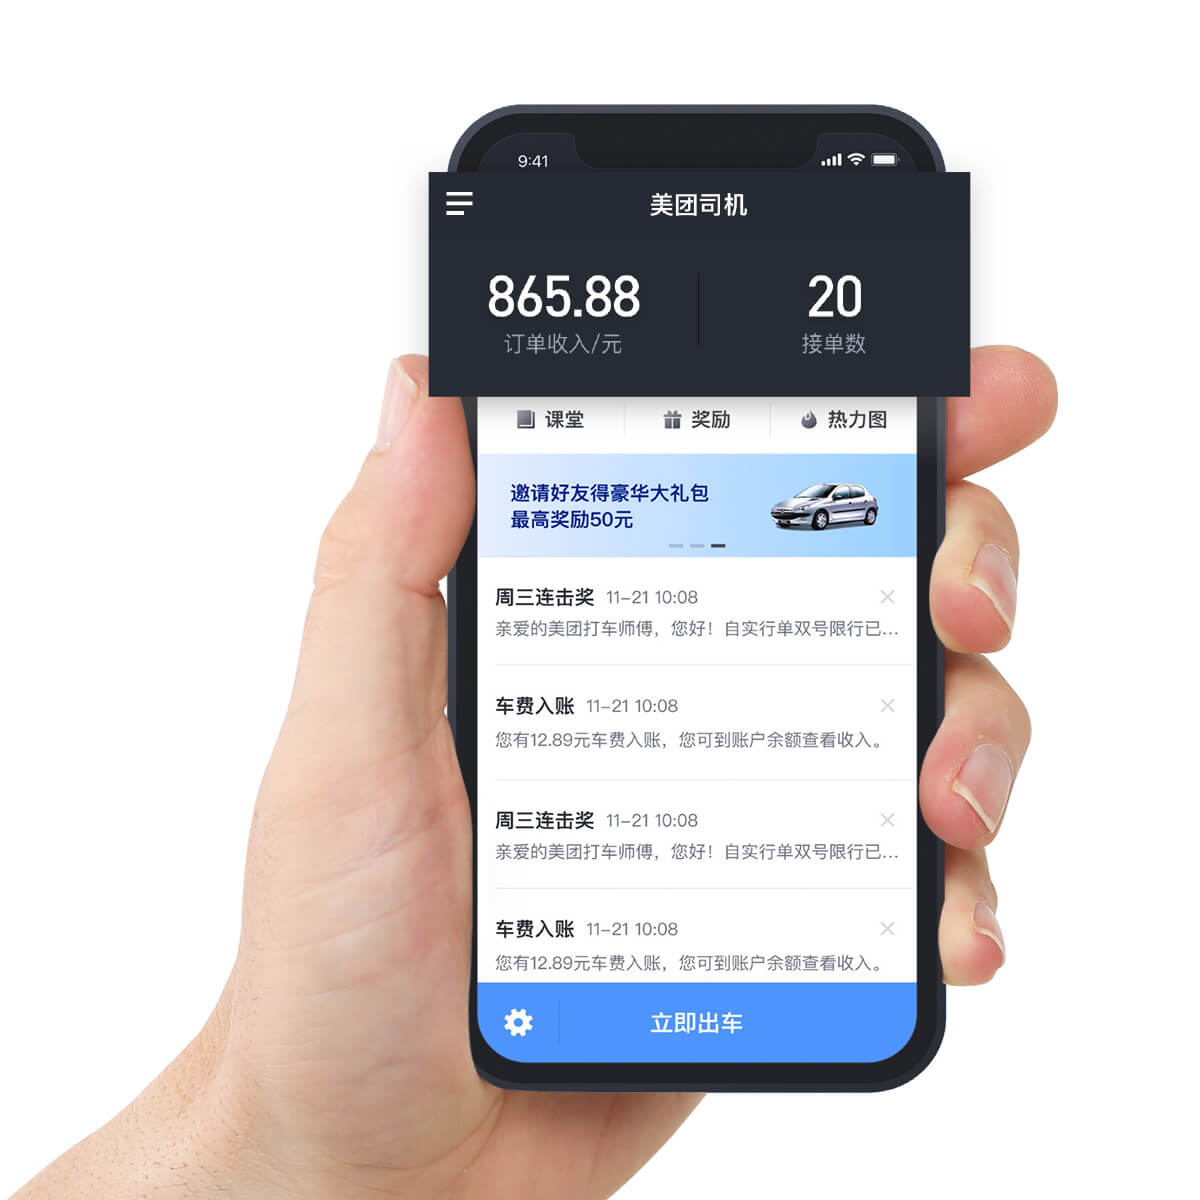 9:41
美团司机
865.88
20
订单收入/元
接单数
课堂
奖励
热力图
邀请好友得豪华大礼包
最高奖励50元
周三连击奖 11-21 10:08
亲爱的美团打车师傅，您好！自实行单双号限行已...
车费入账 11-21 10:08
您有12.89元车费入账，您可到账户余额查看收入。
周三连击奖 11-21 10:08
亲爱的美团打车师傅，您好！自实行单双号限行已...
车费入账 11-21 10:08
您有12.89元车费入账，您可到账户余额查看收入。
立即出车